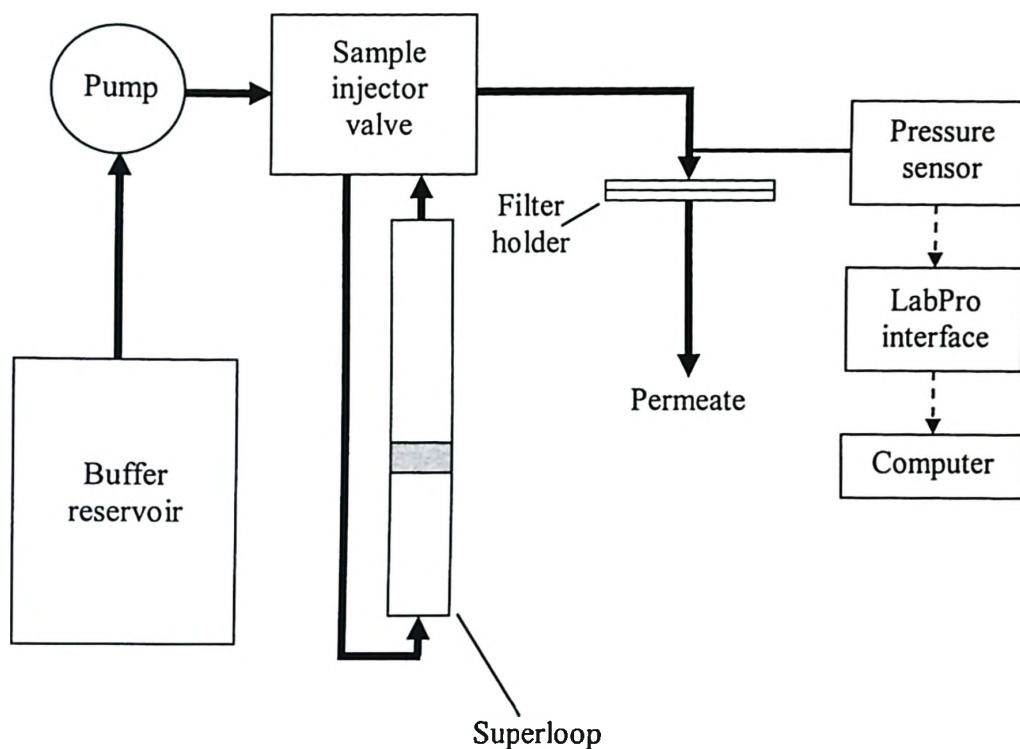 Pump
Sample
injector
valve
Pressure
sensor
Filter
holder
LabPro
interface
Permeate
Computer
Buffer
reservoir
Superloop